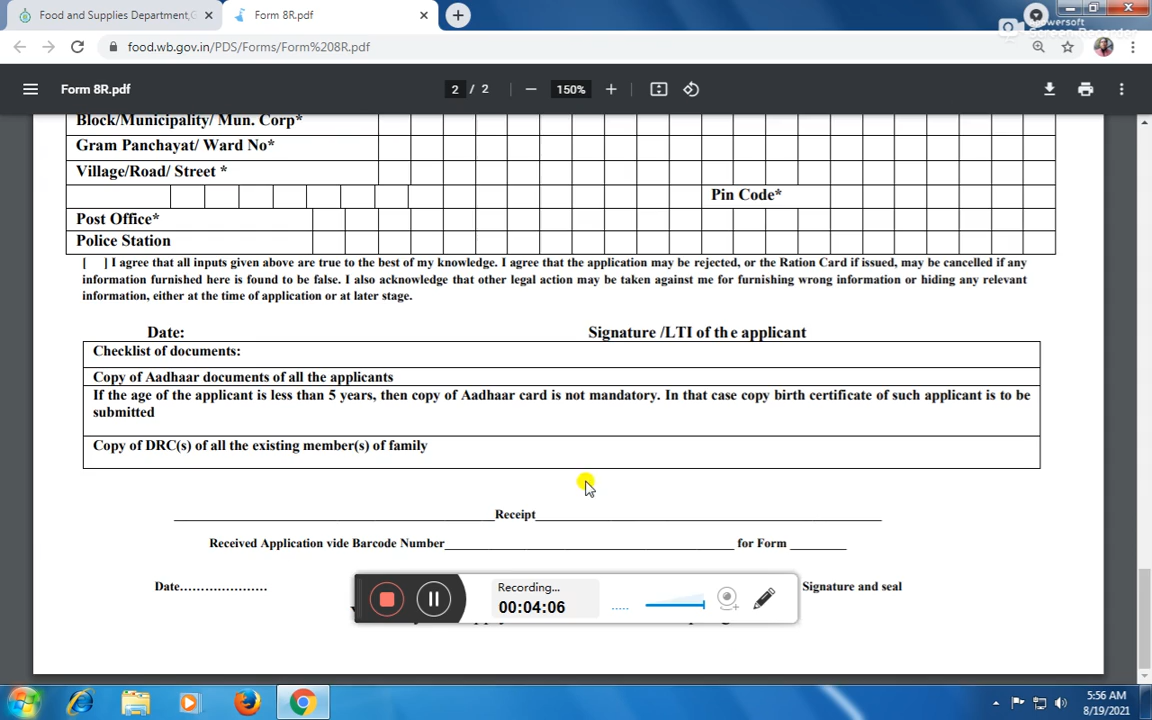 Food and Supplies Department,
Form 8R.pdf
food.wb.gov.in/PDS/Forms/Form%208R.pdf
Form 8R.pdf
2 / 2
150%
Block/Municipality/ Mun. Corp*
Gram Panchayat/ Ward No*
Village/Road/ Street *
Pin Code*
Post Office*
Police Station
[ ] I agree that all inputs given above are true to the best of my knowledge. I agree that the application may be rejected, or the Ration Card if issued, may be cancelled if any
information furnished here is found to be false. I also acknowledge that other legal action may be taken against me for furnishing wrong information or hiding any relevant
information, either at the time of application or at later stage.
Date: Signature /LTI of the applicant
Checklist of documents:
Copy of Aadhaar documents of all the applicants
If the age of the applicant is less than 5 years, then copy of Aadhaar card is not mandatory. In that case copy birth certificate of such applicant is to be
submitted
Copy of DRC(s) of all the existing member(s) of family
____Receipt____
Received Application vide Barcode Number____ for Form ____
Date………………… Signature and seal
Recording...
00:04:06
5:56 AM
8/19/2021